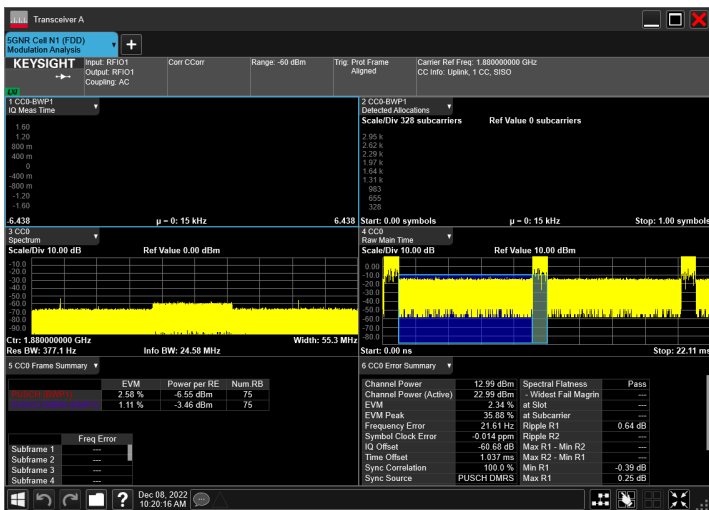 Transceiver A
5GNR Cell N1 (FDD)
Modulation Analysis
KEYSIGHT
LXI
Input: RFIO1
Output: RFIO1
Coupling: AC
Corr CCorr
Range: -60 dBm
Trig: Prot Frame
Aligned
Carrier Ref Freq: 1.880000000 GHz
CC Info: Uplink, 1 CC, SISO
1 CC0-BWP1
IQ Meas Time
1.60
1.20
800 m
400 m
0
-400 m
-800 m
-1.20
-1.60
-6.438 μ – 0: 15 kHz 6.438
2 CC0-BWP1
Detected Allocations
Scale/Div 328 subcarriers Ref Value 0 subcarriers
2.95 k
2.62 k
2.29 k
1.97 k
1.64 k
1.31 k
983
655
328
Start: 0.00 symbols μ – 0: 15 kHz Stop: 1.00 symbols
3 CC0
Spectrum
Scale/Div 10.00 dB Ref Value 0.00 dBm
-10.0
-20.0
-30.0
-40.0
-50.0
-60.0
-70.0
-80.0
-90.0
Ctr: 1.880000000 GHz Width: 55.3 MHz
Res BW: 377.1 Hz Info BW: 24.58 MHz
4 CC0
Raw Main Time
Scale/Div 10.00 dB Ref Value 10.00 dBm
0.00
-10.0
-20.0
-30.0
-40.0
-50.0
-60.0
-70.0
-80.0
Start: 0.00 ns Stop: 22.11 ms
5 CC0 Frame Summary
EVM Power per RE Num.RB
PUSCH (BWP1) 2.58 % -6.55 dBm 75
1.11 % -3.46 dBm 75
Freq Error
Subframe 1 ---
Subframe 2 ---
Subframe 3 ---
Subframe 4 ---
6 CC0 Error Summary
Channel Power 12.99 dBm Spectral Flatness Pass
Channel Power (Active) 22.99 dBm - Widest Fail Magrin ---
EVM 2.34 % at Slot ---
EVM Peak 35.88 % at Subcarrier ---
Frequency Error 21.61 Hz Ripple R1 0.64 dB
Symbol Clock Error -0.014 ppm Ripple R2 ---
IQ Offset -60.68 dB Max R1 - Min R2 ---
Time Offset 1.037 ms Max R2 - Min R1 ---
Sync Correlation 100.0 % Min R1 -0.39 dB
Sync Source PUSCH DMRS Max R1 0.25 dB
?
Dec 08, 2022
10:20:16 AM